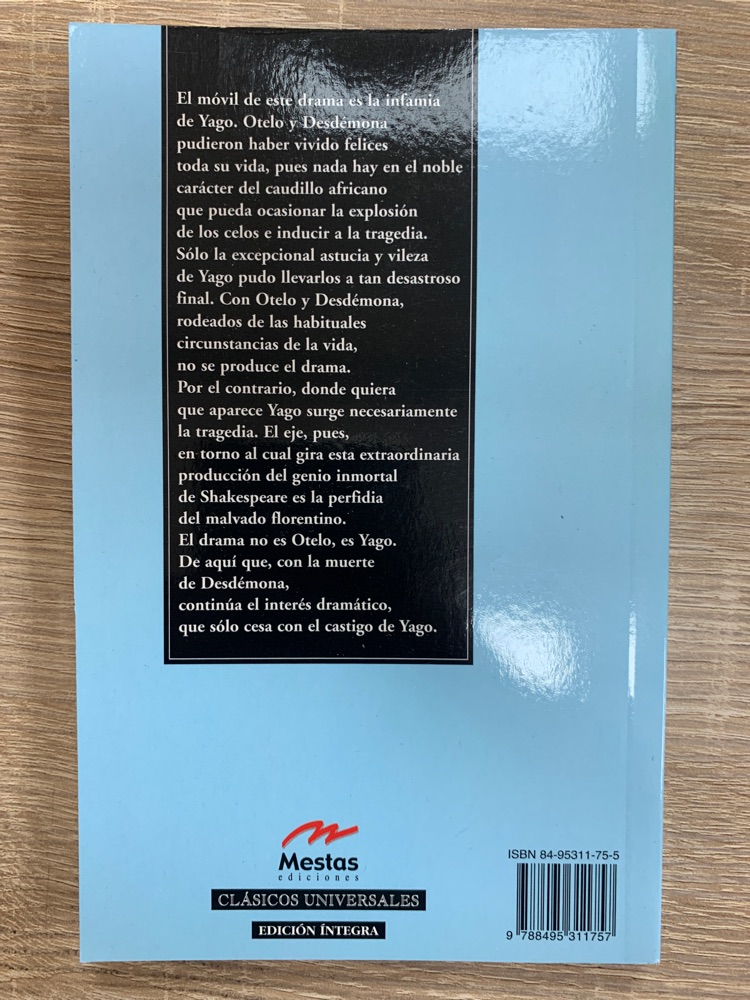 El móvil de este drama es la infamia
de Yago. Otelo y Desdémona
pudieron haber vivido felices
toda su vida, pues nada hay en el noble
carácter del caudillo africano
que pueda ocasionar la explosión
de los celos e inducir a la tragedia.
Sólo la excepcional astucia y vileza
de Yago pudo llevarlos a tan desastroso
final. Con Otelo y Desdémona,
rodeados de las habituales
circunstancias de la vida,
no se produce el drama.
Por el contrario, donde quiera
que aparece Yago surge necesariamente
la tragedia. El eje, pues,
en torno al cual gira esta extraordinaria
producción del genio inmortal
de Shakespeare es la perfidia
del malvado florentino.
El drama no es Otelo, es Yago.
De aquí que, con la muerte
de Desdémona,
continúa el interés dramático,
que sólo cesa con el castigo de Yago.
Mestas
ediciones
CLÁSICOS UNIVERSALES
EDICIÓN ÍNTEGRA
ISBN 84-95311-75-5
9 788495 311757